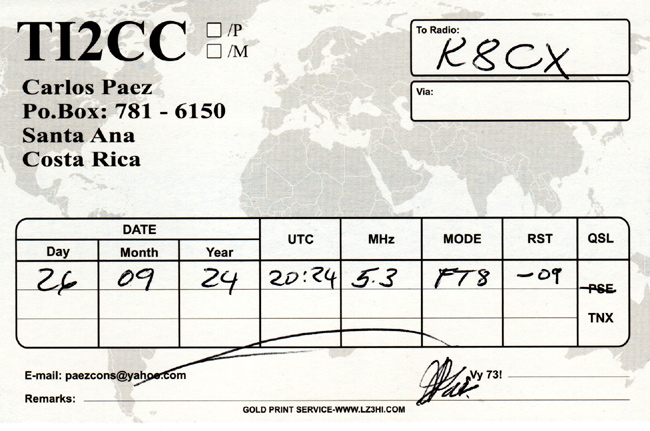 TI2CC /P
/M
Carlos Paez
Po.Box: 781 - 6150
Santa Ana
Costa Rica
To Radio:
K8CX
Via:
DATE UTC MHz MODE RST QSL
Day Month Year
26 09 24 20:24 5.3 FT8 -09 PSE
TNX
E-mail: paezcons@yahoo.com
Vy 73!
Remarks:
GOLD PRINT SERVICE-WWW.LZ3HI.COM